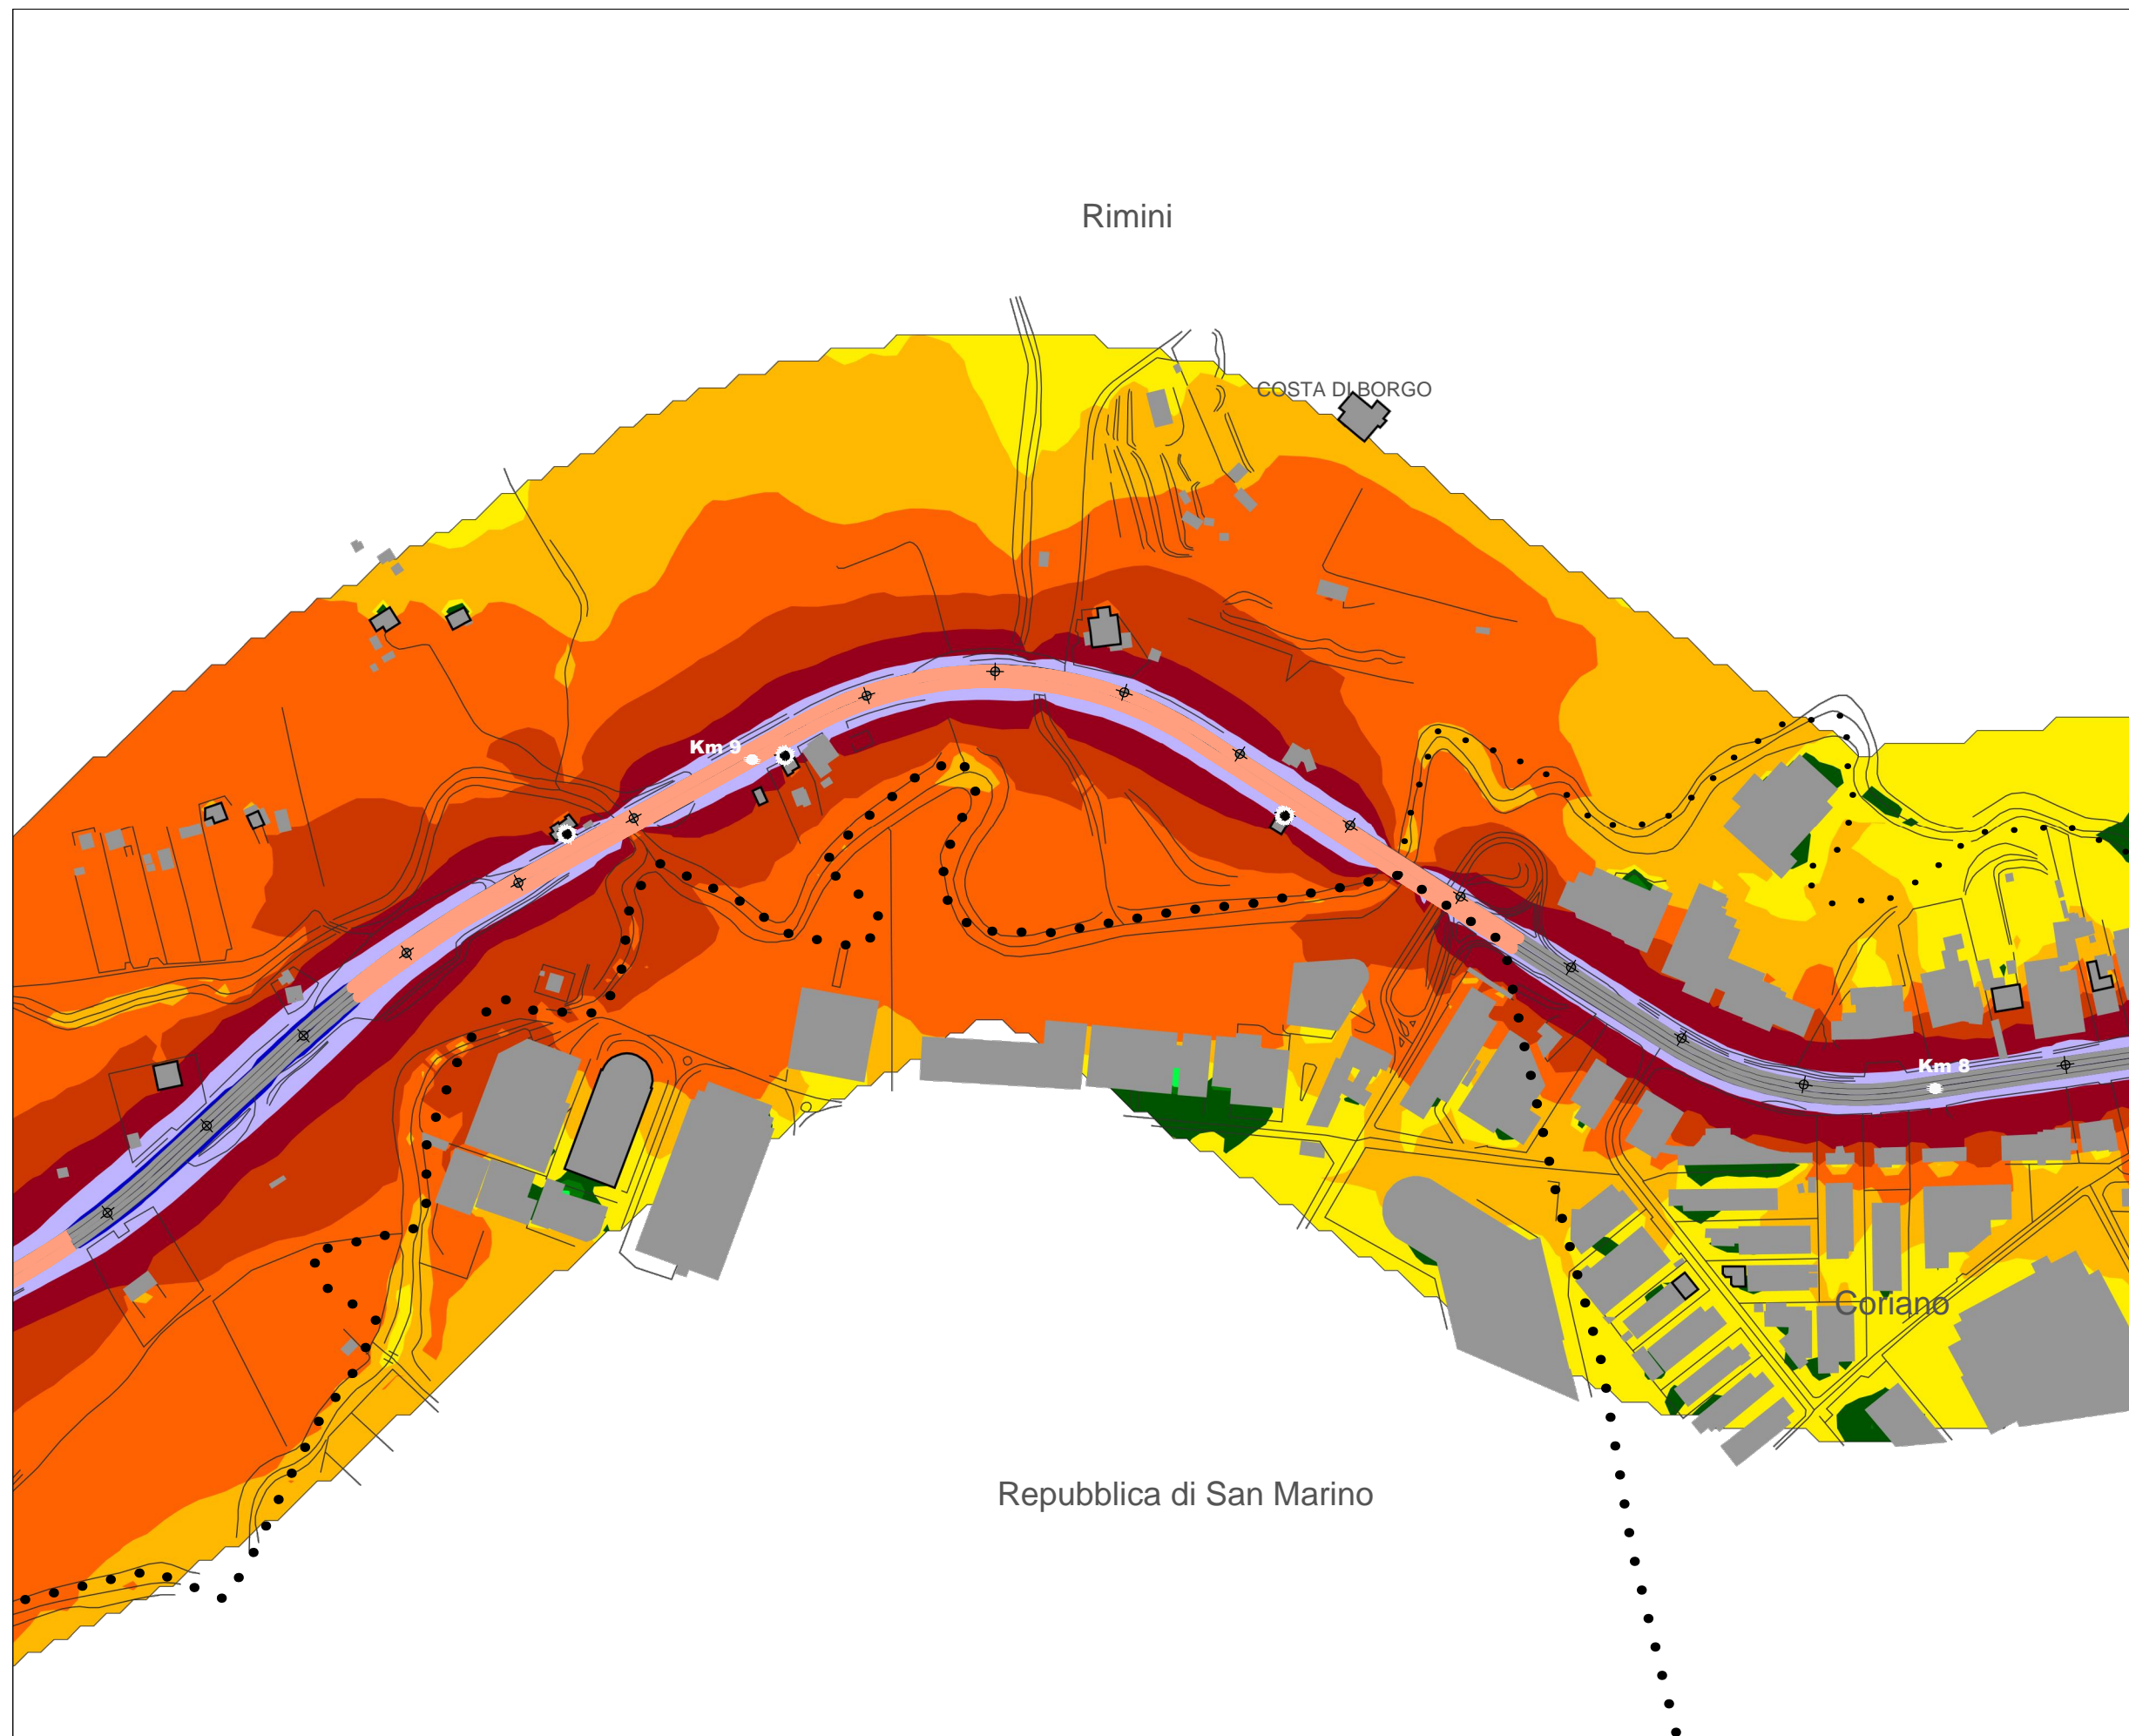 Rimini
COSTA DI BORGO
Km 9
Km 8
Coriano
Repubblica di San Marino